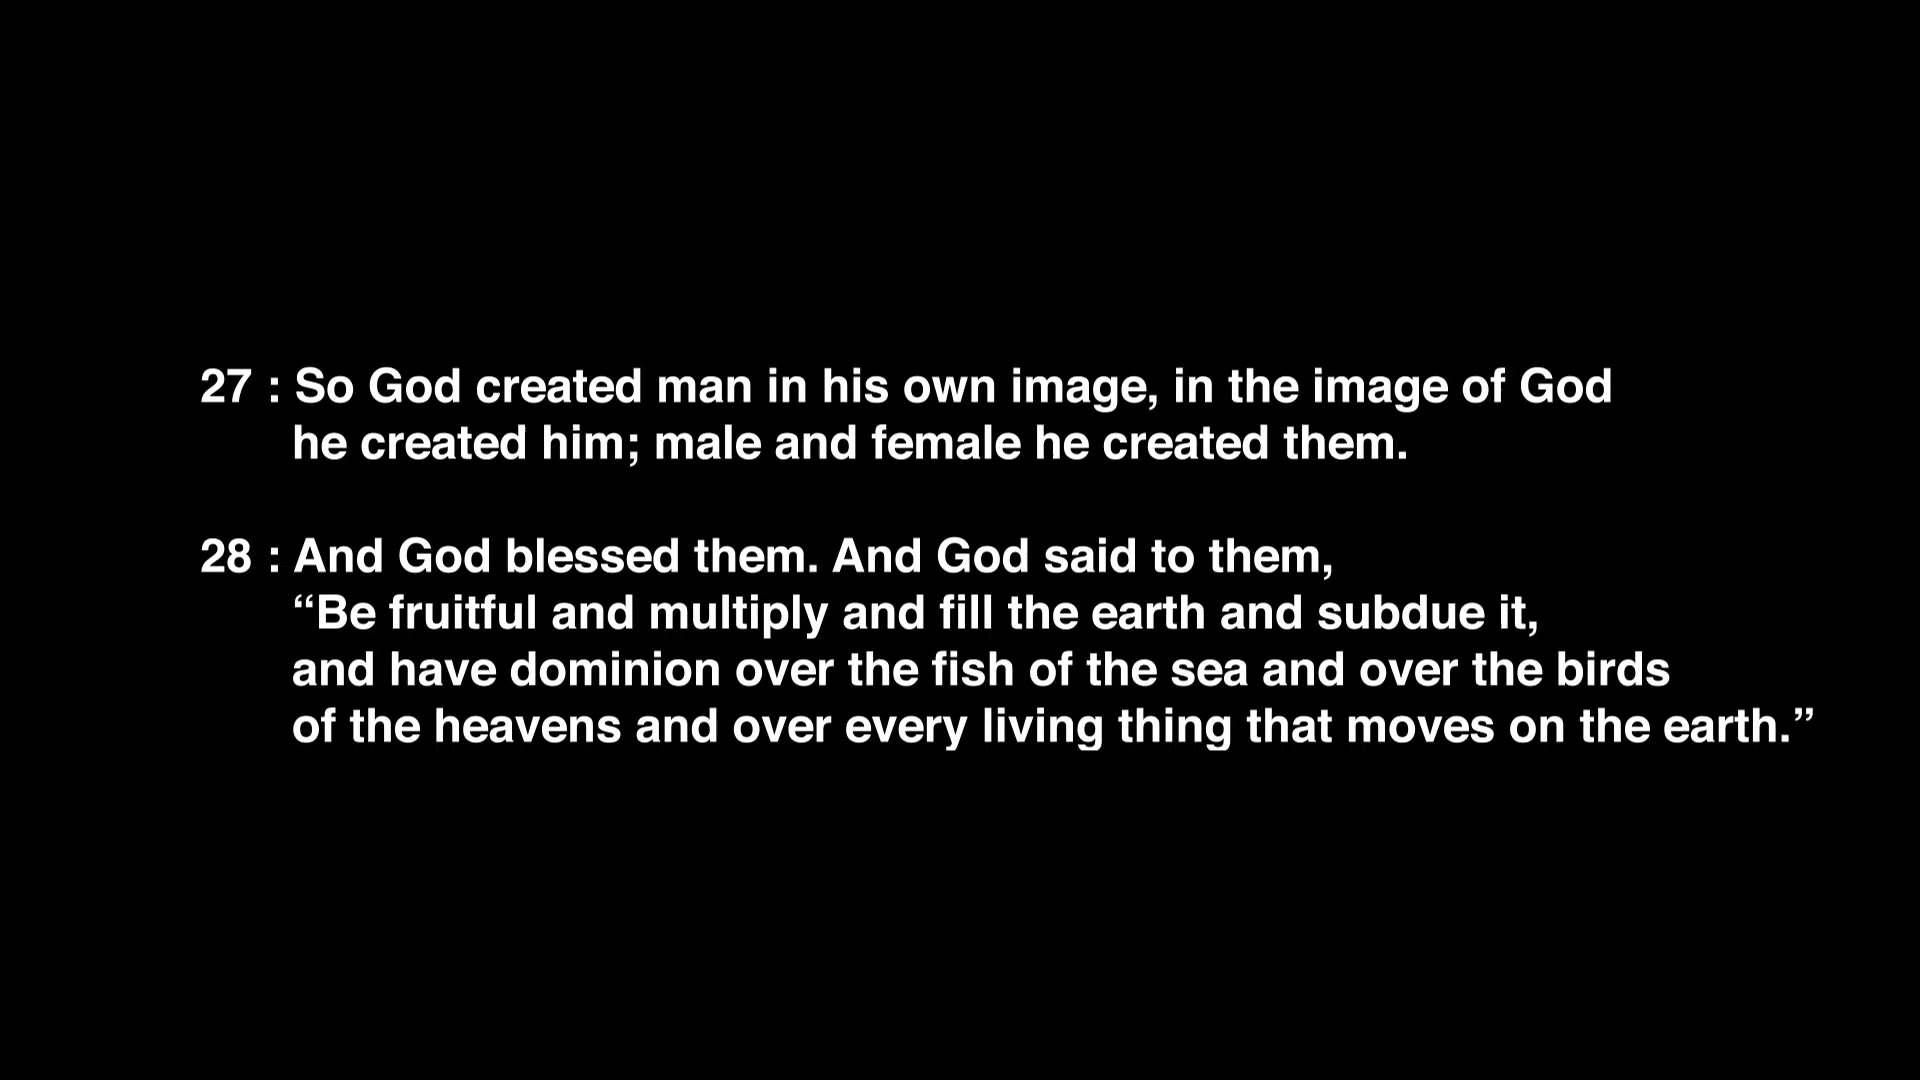 27 : So God created man in his own image, in the image of God
he created him; male and female he created them.
28 : And God blessed them. And God said to them,
“Be fruitful and multiply and fill the earth and subdue it,
and have dominion over the fish of the sea and over the birds
of the heavens and over every living thing that moves on the earth.”